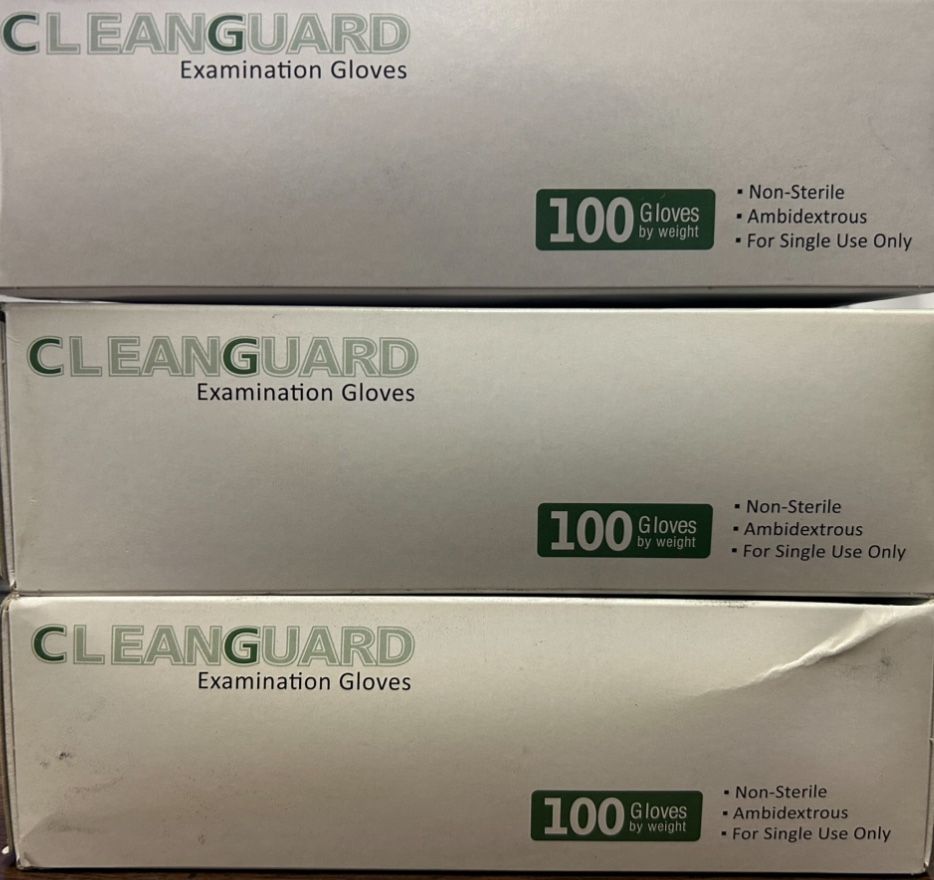 CLEANGUARD
Examination Gloves
100 Gloves
by weight
▪ Non-Sterile
▪ Ambidextrous
▪ For Single Use Only
CLEANGUARD
Examination Gloves
100 Gloves
by weight
▪ Non-Sterile
▪ Ambidextrous
▪ For Single Use Only
CLEANGUARD
Examination Gloves
100 Gloves
by weight
▪ Non-Sterile
▪ Ambidextrous
▪ For Single Use Only